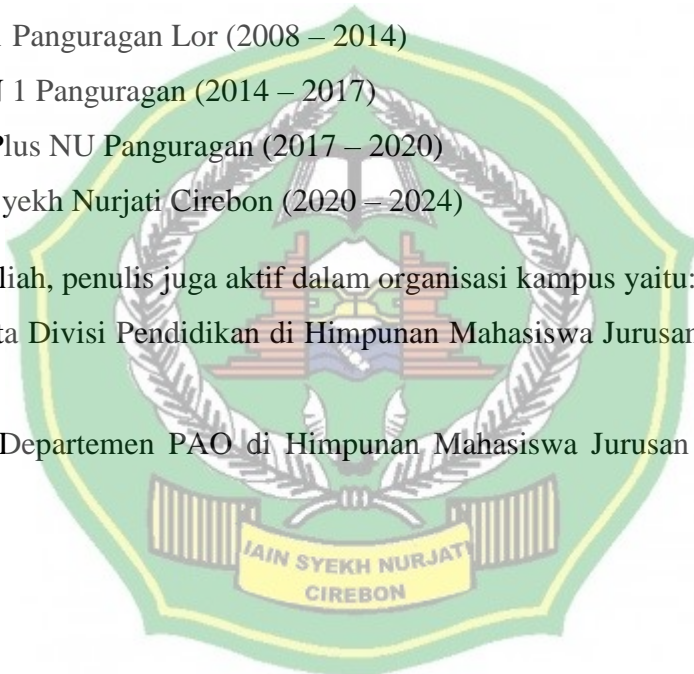 Panguragan Lor (2008 – 2014)
1 Panguragan (2014 – 2017)
Plus NU Panguragan (2017 – 2020)
yekh Nurjati Cirebon (2020 – 2024)
liah, penulis juga aktif dalam organisasi kampus yaitu:
ta Divisi Pendidikan di Himpunan Mahasiswa Jurusan
Departemen PAO di Himpunan Mahasiswa Jurusan
IAIN SYEKH NURJATI
CIREBON